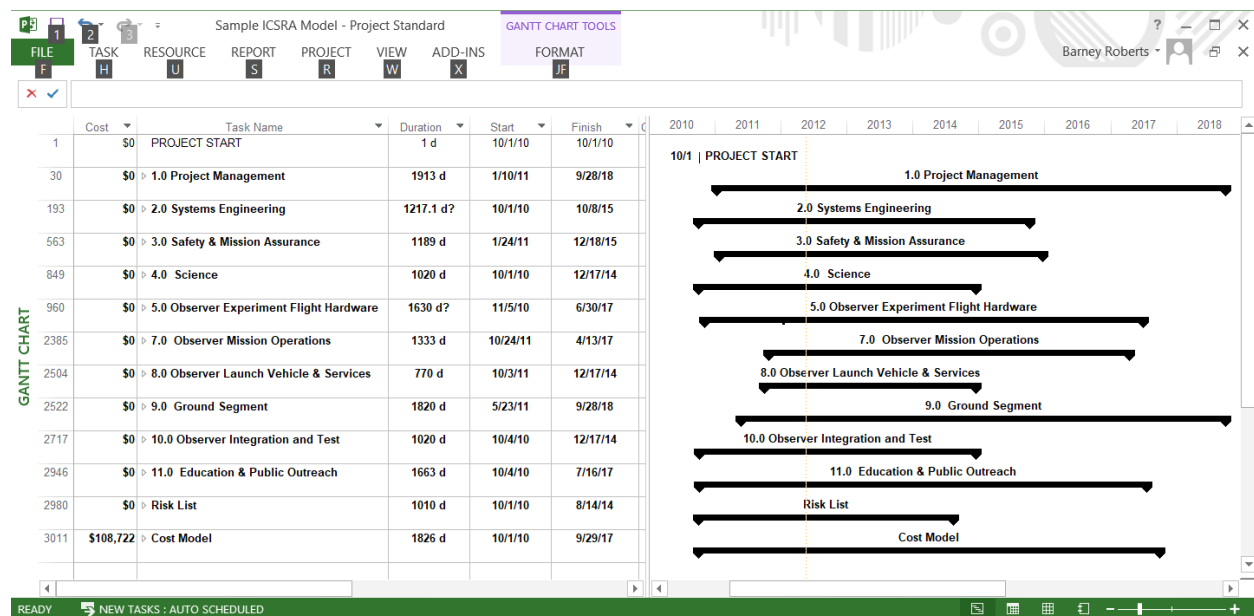 Sample ICSRA Model - Project Standard
GANTT CHART TOOLS
?
1 2 3
FILE TASK RESOURCE REPORT PROJECT VIEW ADD-INS FORMAT Barney Roberts
F H U S R W X JF
Cost Task Name Duration Start Finish 2010 2011 2012 2013 2014 2015 2016 2017 2018
1 $0 PROJECT START 1 d 10/1/10 10/1/10
10/1 PROJECT START
30 $0 1.0 Project Management 1913 d 1/10/11 9/28/18 1.0 Project Management
193 $0 2.0 Systems Engineering 1217.1 d? 10/1/10 10/8/15 2.0 Systems Engineering
563 $0 3.0 Safety & Mission Assurance 1189 d 1/24/11 12/18/15 3.0 Safety & Mission Assurance
849 $0 4.0 Science 1020 d 10/1/10 12/17/14 4.0 Science
960 $0 5.0 Observer Experiment Flight Hardware 1630 d? 11/5/10 6/30/17 5.0 Observer Experiment Flight Hardware
2385 $0 7.0 Observer Mission Operations 1333 d 10/24/11 4/13/17 7.0 Observer Mission Operations
2504 $0 8.0 Observer Launch Vehicle & Services 770 d 10/3/11 12/17/14 8.0 Observer Launch Vehicle & Services
2522 $0 9.0 Ground Segment 1820 d 5/23/11 9/28/18 9.0 Ground Segment
2717 $0 10.0 Observer Integration and Test 1020 d 10/4/10 12/17/14 10.0 Observer Integration and Test
2946 $0 11.0 Education & Public Outreach 1663 d 10/4/10 7/16/17 11.0 Education & Public Outreach
2980 $0 Risk List 1010 d 10/1/10 8/14/14 Risk List
3011 $108,722 Cost Model 1826 d 10/1/10 9/29/17 Cost Model
GANTT CHART
READY NEW TASKS : AUTO SCHEDULED